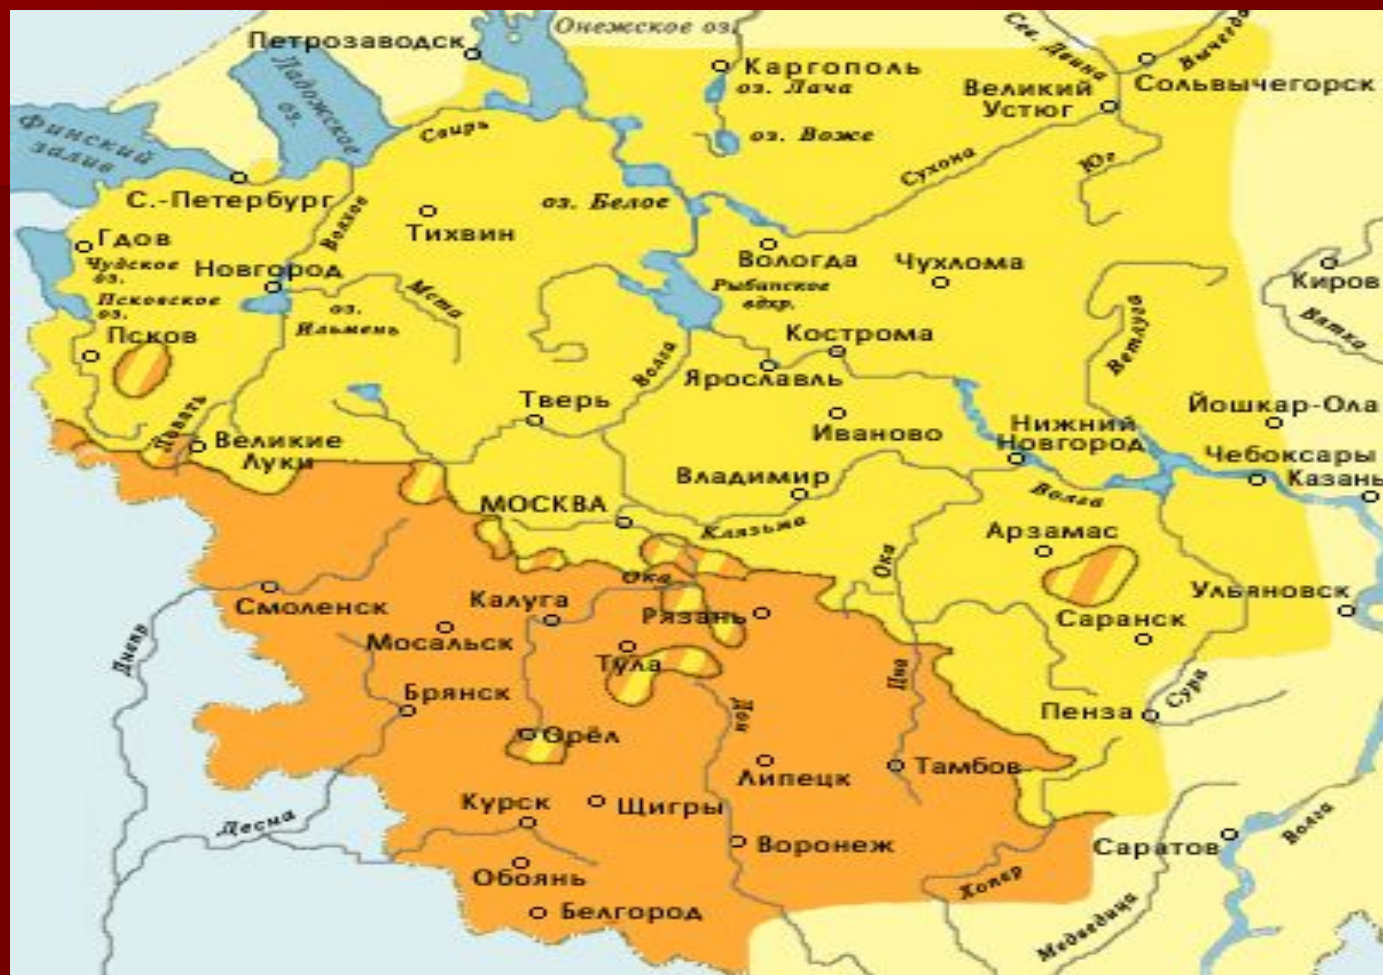 Онежское оз.
Петрозаводск
Ладожское
оз.
Каргополь
оз. Лача
Сев. Двина
Вычегда
Великий
Устюг
Сольвычегорск
Финский
залив
Свирь
оз. Воже
Сухона
Юг
С.-Петербург
Волхов
Тихвин
оз. Белое
Гдов
Чудское
оз.
Новгород
Вологда
Чухлома
Псковское
оз.
оз.
Ильмень
Мста
Рыбинское
вдхр.
Киров
Вятка
Псков
Кострома
Ветлуга
Волга
Ярославль
Тверь
Ловать
Великие
Луки
Иваново
Нижний
Новгород
Йошкар-Ола
Чебоксары
Казань
Владимир
МОСКВА
Клязьма
Волга
Арзамас
Ока
Ока
Смоленск
Калуга
Рязань
Ульяновск
Саранск
Мосальск
Тула
Днепр
Цна
Сура
Брянск
Дон
Пенза
Орёл
Липецк
Тамбов
Курск
Щигры
Десна
Воронеж
Саратов
Волга
Обоянь
Хопер
Медведица
Белгород